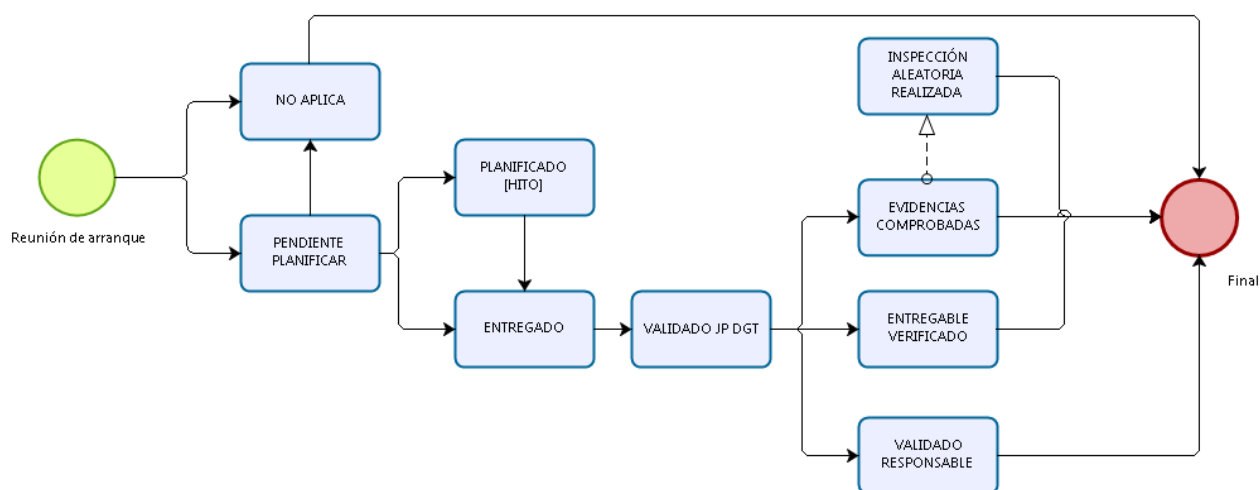 Reunión de arranque
NO APLICA
PENDIENTE
PLANIFICAR
PLANIFICADO
[HITO]
ENTREGADO
VALIDADO JP DGT
INSPECCIÓN
ALEATORIA
REALIZADA
EVIDENCIAS
COMPROBADAS
ENTREGABLE
VERIFICADO
VALIDADO
RESPONSABLE
Final